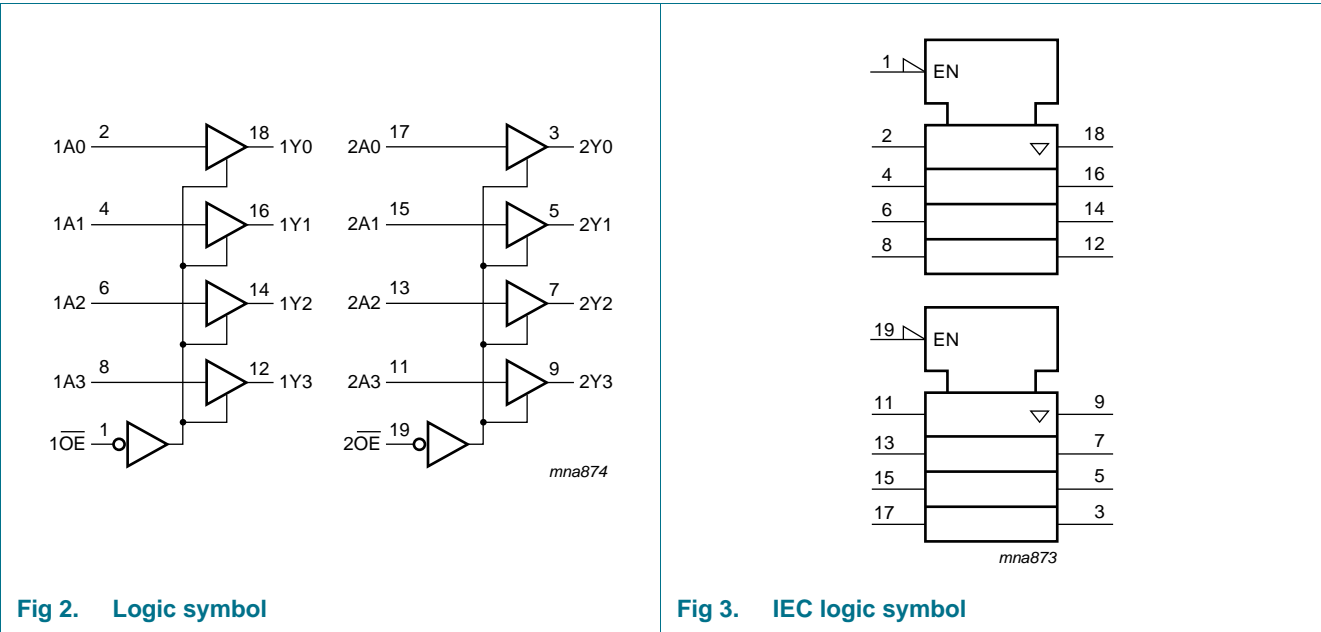 1A0 2 18 1Y0
1A1 4 16 1Y1
1A2 6 14 1Y2
1A3 8 12 1Y3
1O̅E̅ 1
2A0 17 3 2Y0
2A1 15 5 2Y1
2A2 13 7 2Y2
2A3 11 9 2Y3
2O̅E̅ 19
mna874
Fig 2. Logic symbol
1 EN
2 18
4 16
6 14
8 12
19 EN
11 9
13 7
15 5
17 3
mna873
Fig 3. IEC logic symbol